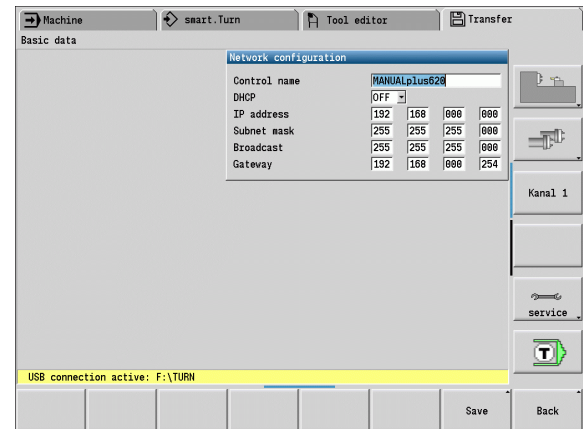 Machine smart.Turn Tool editor Transfer
Basic data
Network configuration
Control name MANUALplus620
DHCP OFF
IP address 192 168 000 000
Subnet mask 255 255 255 000
Broadcast 255 255 255 000
Gateway 192 168 000 254
Kanal 1
service
T
USB connection active: F:\TURN
Save Back